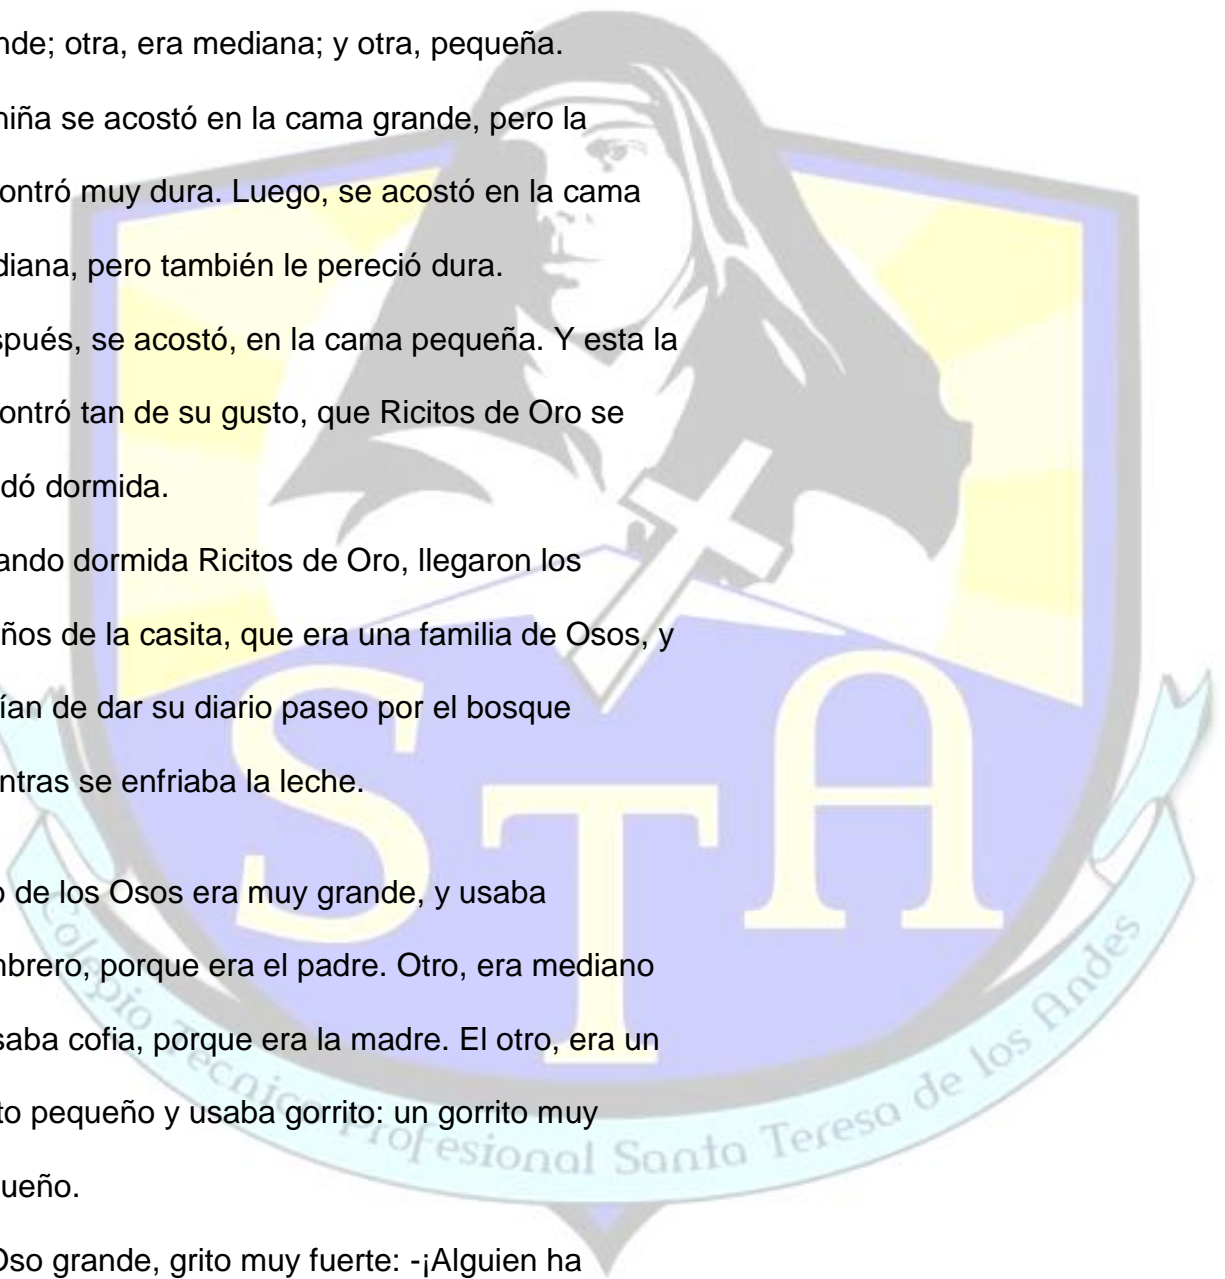 nde; otra, era mediana; y otra, pequeña.
niña se acostó en la cama grande, pero la
ontró muy dura. Luego, se acostó en la cama
diana, pero también le pereció dura.
spués, se acostó, en la cama pequeña. Y esta la
ontró tan de su gusto, que Ricitos de Oro se
dó dormida.
ando dormida Ricitos de Oro, llegaron los
ños de la casita, que era una familia de Osos, y
ían de dar su diario paseo por el bosque
ntras se enfriaba la leche.
o de los Osos era muy grande, y usaba
mbrero, porque era el padre. Otro, era mediano
saba cofia, porque era la madre. El otro, era un
to pequeño y usaba gorrito: un gorrito muy
ueño.
Oso grande, grito muy fuerte: -¡Alguien ha
STA
Colegio Tecnico Profesional Santa Teresa de los Andes